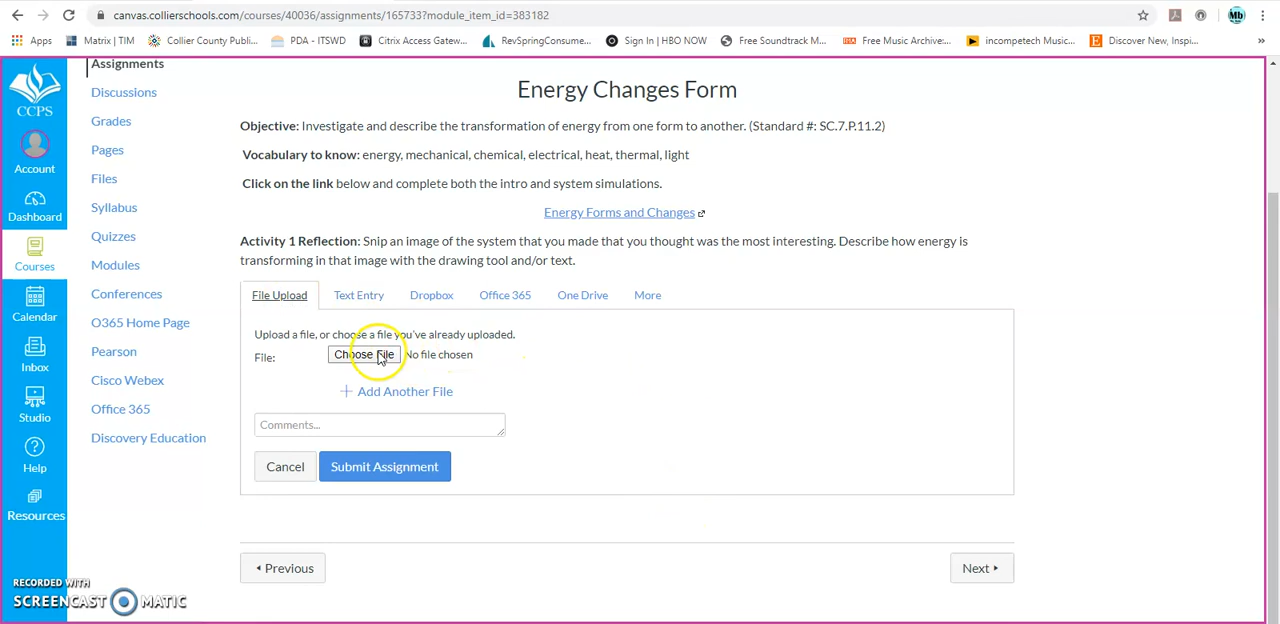 canvas.collierschools.com/courses/40036/assignments/165733?module_item_id=383182
Mb
Apps
Matrix | TIM
Collier County Publi...
PDA - ITSWD
Citrix Access Gatew...
RevSpringConsume...
Sign In | HBO NOW
Free Soundtrack M...
Free Music Archive:...
incompetech Music...
Discover New, Inspi...
»
CCPS
Account
Dashboard
Courses
Calendar
Inbox
Studio
Help
Resources
Assignments
Discussions
Grades
Pages
Files
Syllabus
Quizzes
Modules
Conferences
O365 Home Page
Pearson
Cisco Webex
Office 365
Discovery Education
Energy Changes Form
Objective: Investigate and describe the transformation of energy from one form to another. (Standard #: SC.7.P.11.2)
Vocabulary to know: energy, mechanical, chemical, electrical, heat, thermal, light
Click on the link below and complete both the intro and system simulations.
Energy Forms and Changes
Activity 1 Reflection: Snip an image of the system that you made that you thought was the most interesting. Describe how energy is
transforming in that image with the drawing tool and/or text.
File Upload Text Entry Dropbox Office 365 One Drive More
Upload a file, or choose a file you've already uploaded.
File: Choose File No file chosen
+ Add Another File
Comments...
Cancel Submit Assignment
Previous Next
RECORDED WITH
SCREENCAST MATIC